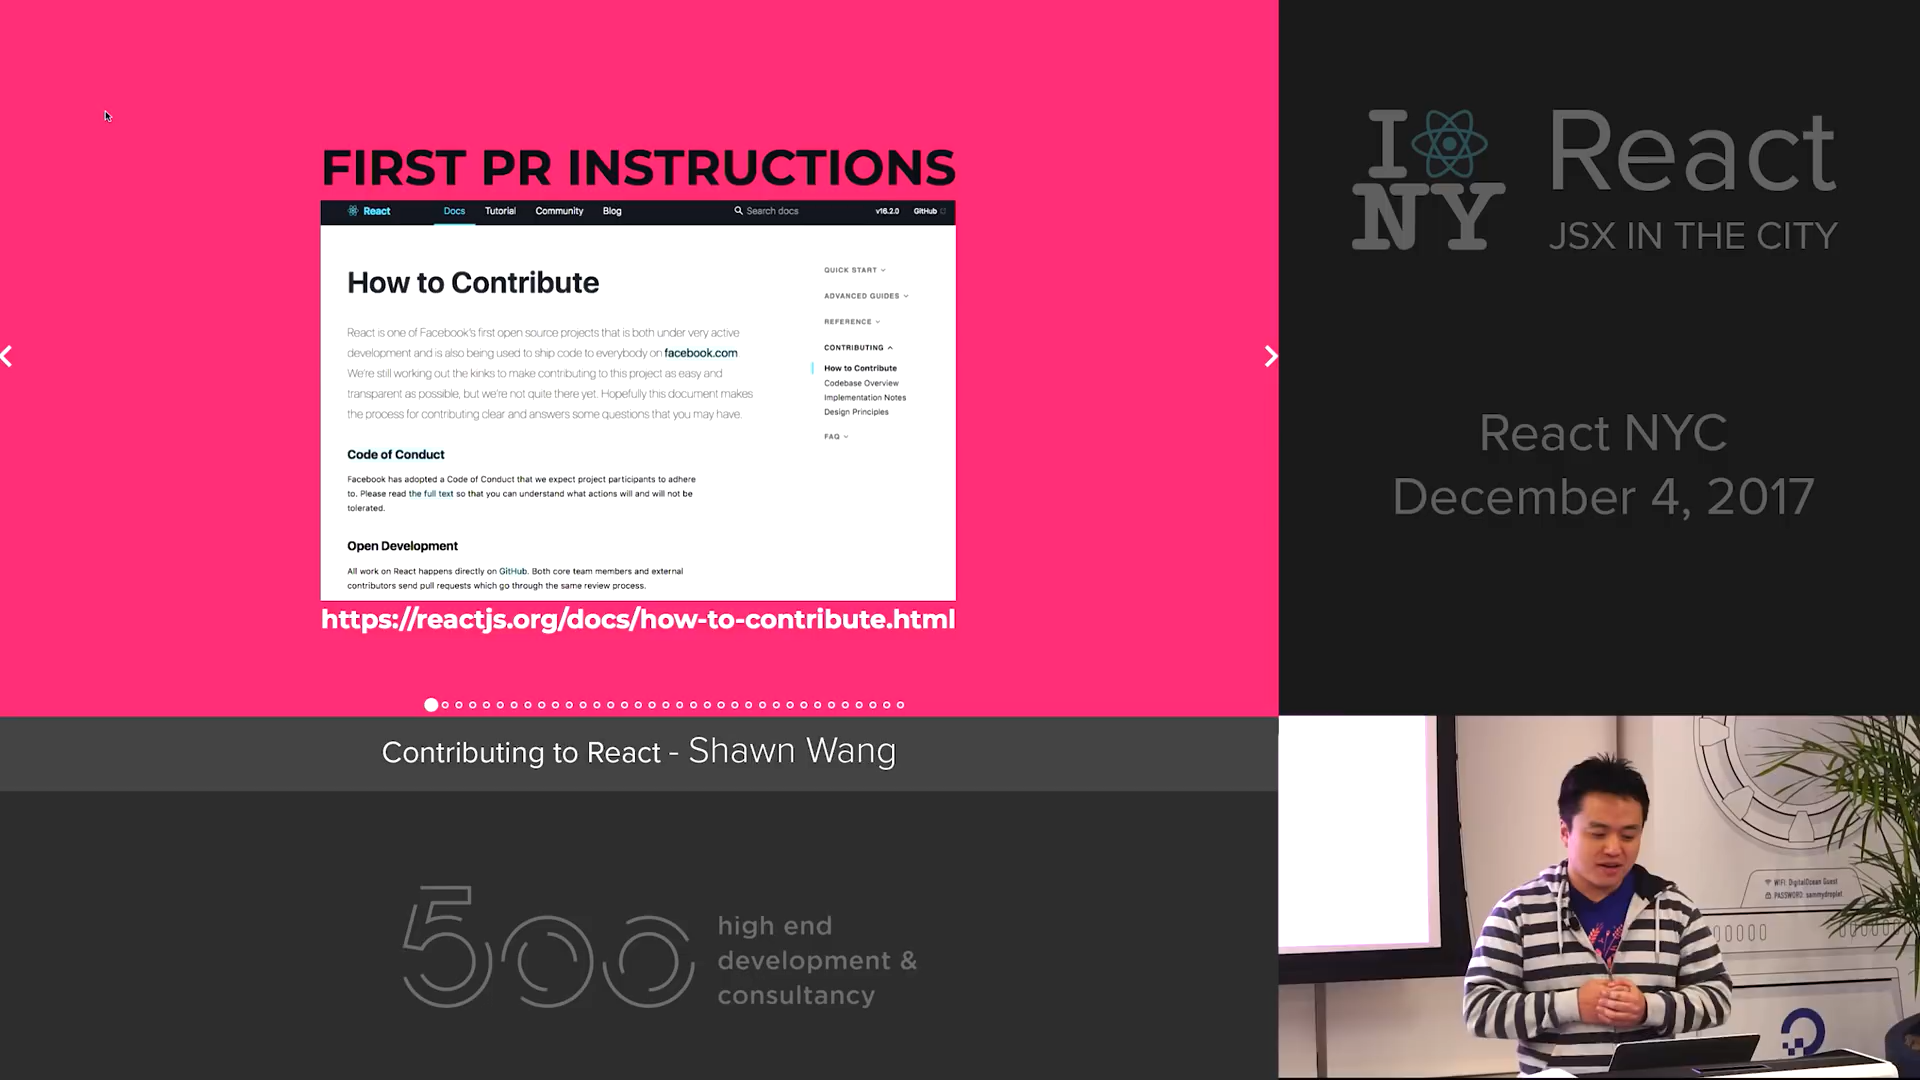 FIRST PR INSTRUCTIONS
React
Docs
Tutorial
Community
Blog
Search docs
v16.2.0
GitHub
How to Contribute
React is one of Facebook's first open source projects that is both under very active
development and is also being used to ship code to everybody on facebook.com
We're still working out the kinks to make contributing to this project as easy and
transparent as possible, but we're not quite there yet. Hopefully this document makes
the process for contributing clear and answers some questions that you may have.
Code of Conduct
Facebook has adopted a Code of Conduct that we expect project participants to adhere
to. Please read the full text so that you can understand what actions will and will not be
tolerated.
Open Development
All work on React happens directly on GitHub. Both core team members and external
contributors send pull requests which go through the same review process.
QUICK START
ADVANCED GUIDES
REFERENCE
CONTRIBUTING
How to Contribute
Codebase Overview
Implementation Notes
Design Principles
FAQ
https://reactjs.org/docs/how-to-contribute.html
Contributing to React - Shawn Wang
500
high end
development &
consultancy
I
NY
React
JSX IN THE CITY
React NYC
December 4, 2017
WIFI: DigitalOcean Guest
PASSWORD: sammydroplet